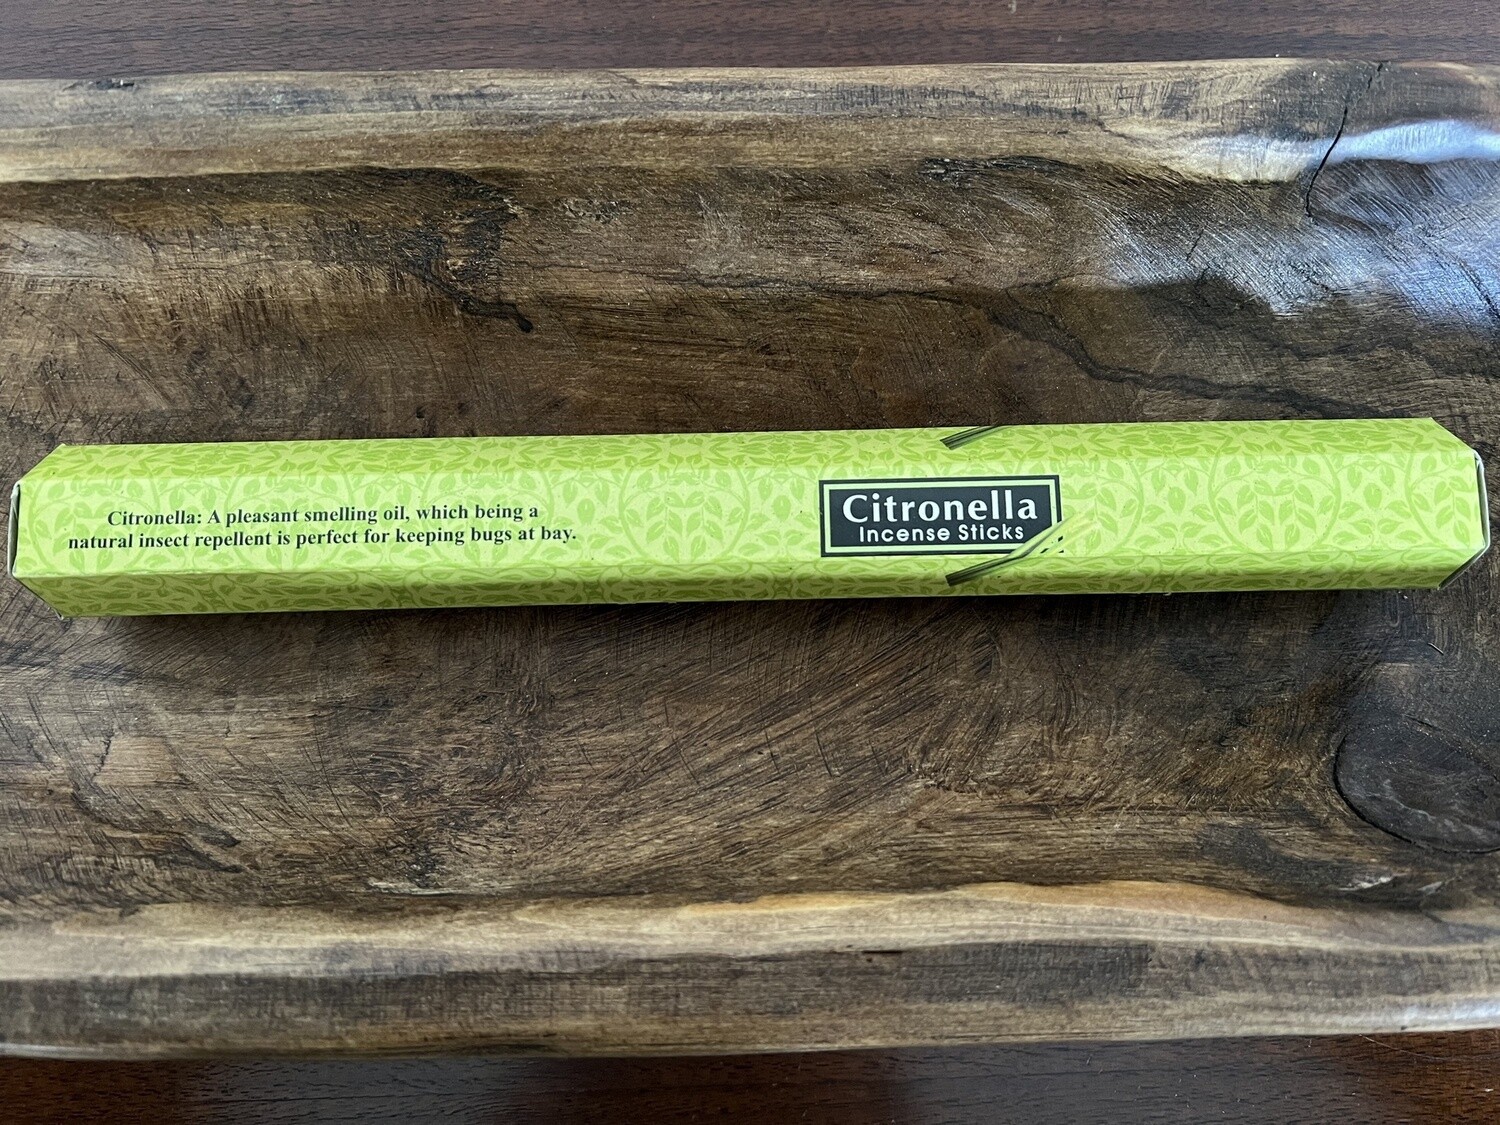 Citronella: A pleasant smelling oil, which being a
natural insect repellent is perfect for keeping bugs at bay.
Citronella
Incense Sticks